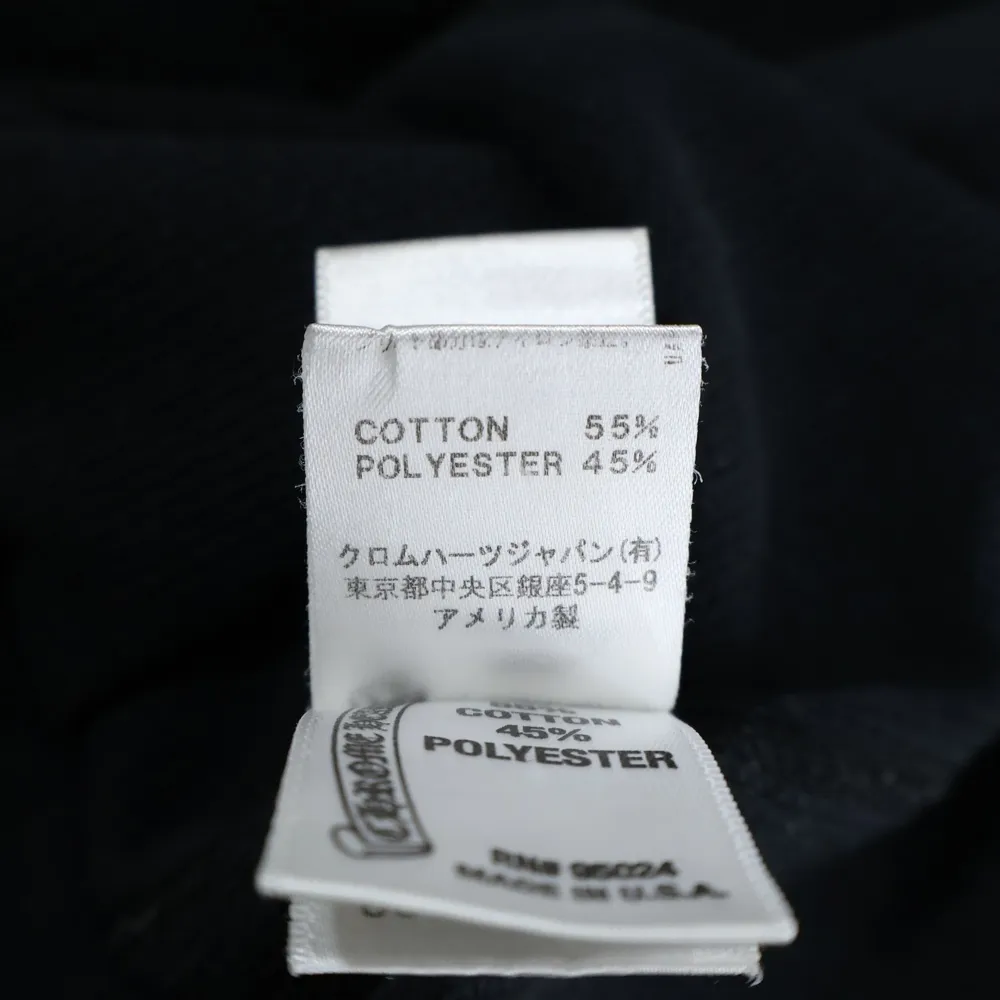 COTTON 55%
POLYESTER 45%
クロムハーツジャパン(有)
東京都中央区銀座5-4-9
アメリカ製
COTTON
45%
POLYESTER
CHROME
RN# 95024
MADE IN U.S.A.